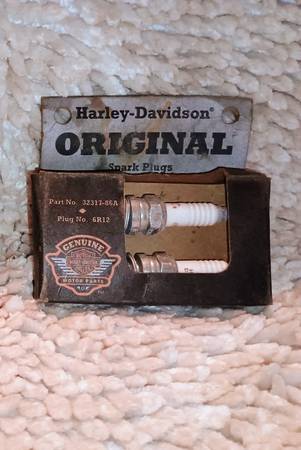 Harley-Davidson®
ORIGINAL
Spark Plugs
Part No. 32317-86A
Plug No. 6R12
GENUINE
MOTOR PARTS